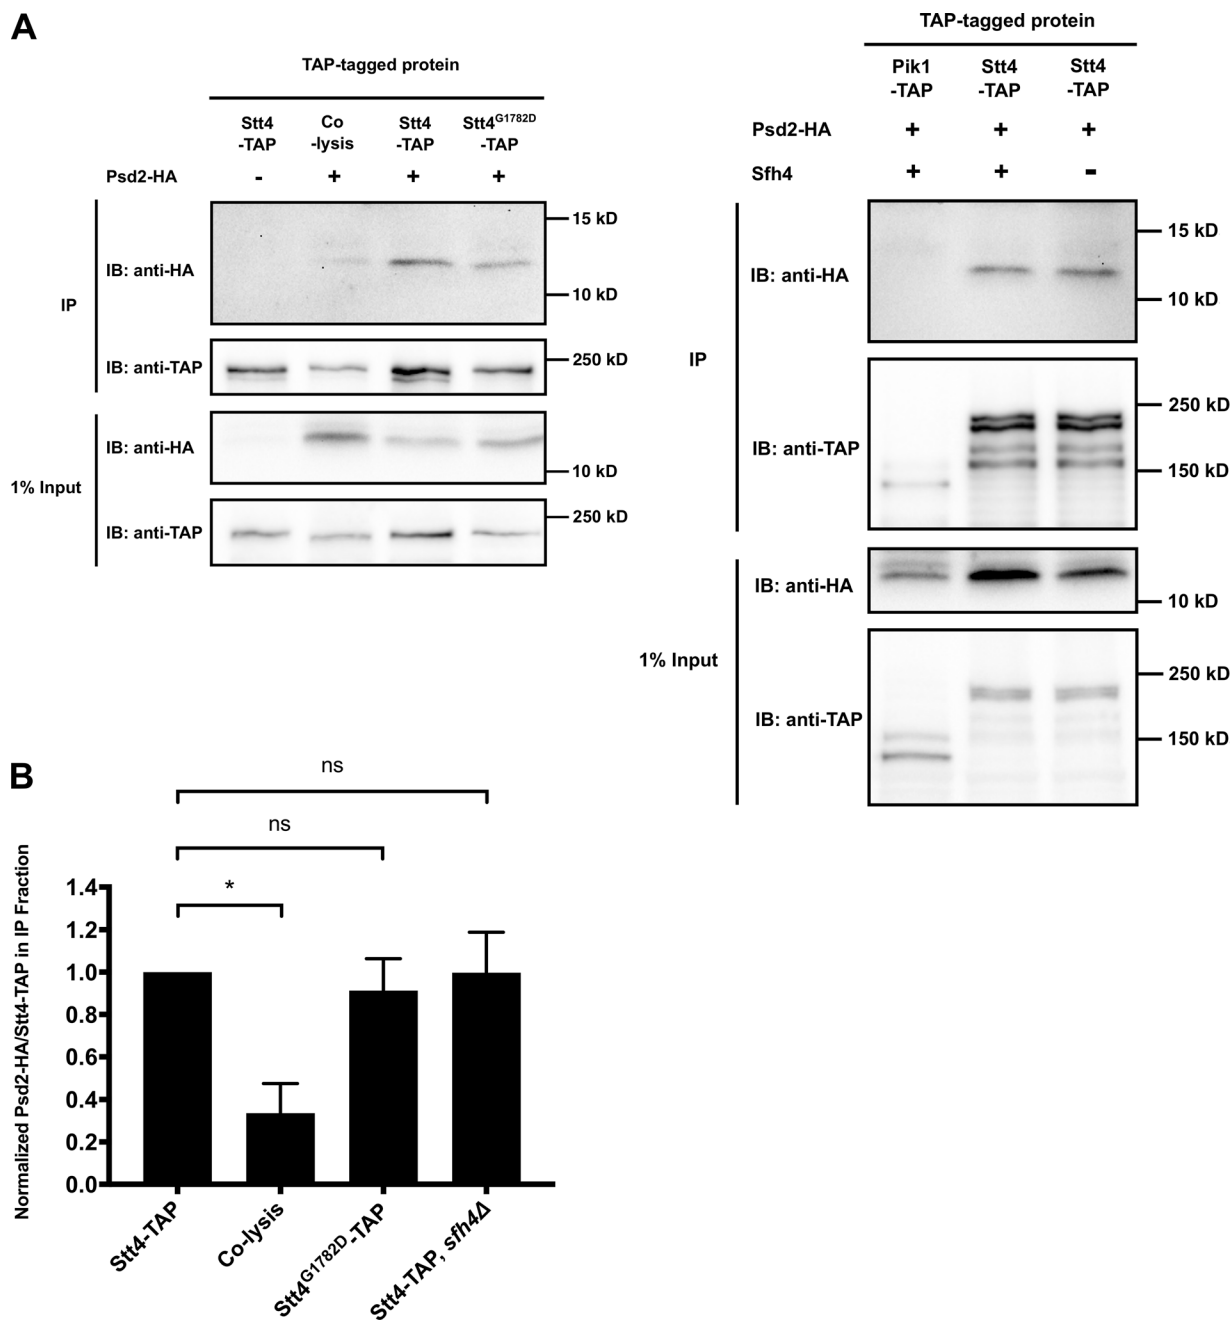 A
TAP-tagged protein
Stt4 Co Stt4 Stt4G1782D
-TAP -lysis -TAP -TAP
Psd2-HA - + + +
15 kD
IB: anti-HA
10 kD
IP
250 kD
IB: anti-TAP
IB: anti-HA
10 kD
1% Input
250 kD
IB: anti-TAP
TAP-tagged protein
Pik1 Stt4 Stt4
-TAP -TAP -TAP
Psd2-HA + + +
Sfh4 + + -
15 kD
IB: anti-HA
10 kD
IP
250 kD
IB: anti-TAP
150 kD
IB: anti-HA
10 kD
1% Input
250 kD
IB: anti-TAP
150 kD
B
ns
ns
*
Normalized Psd2-HA/Stt4-TAP in IP Fraction
1.4
1.2
1.0
0.8
0.6
0.4
0.2
0.0
Stt4-TAP
Co-lysis
Stt4G1782D-TAP
Stt4-TAP, sfh4Δ